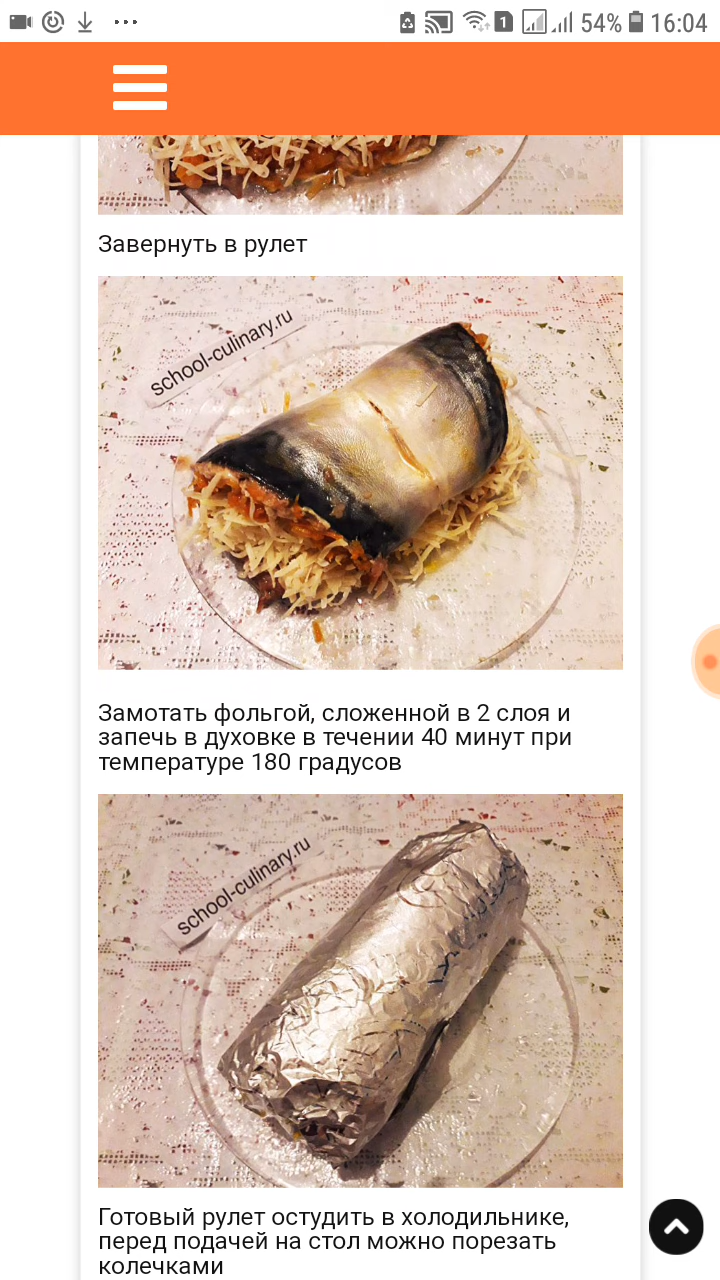 1
54%
16:04
Завернуть в рулет
school-culinary.ru
Замотать фольгой, сложенной в 2 слоя и
запечь в духовке в течении 40 минут при
температуре 180 градусов
school-culinary.ru
Готовый рулет остудить в холодильнике,
перед подачей на стол можно порезать
колечками